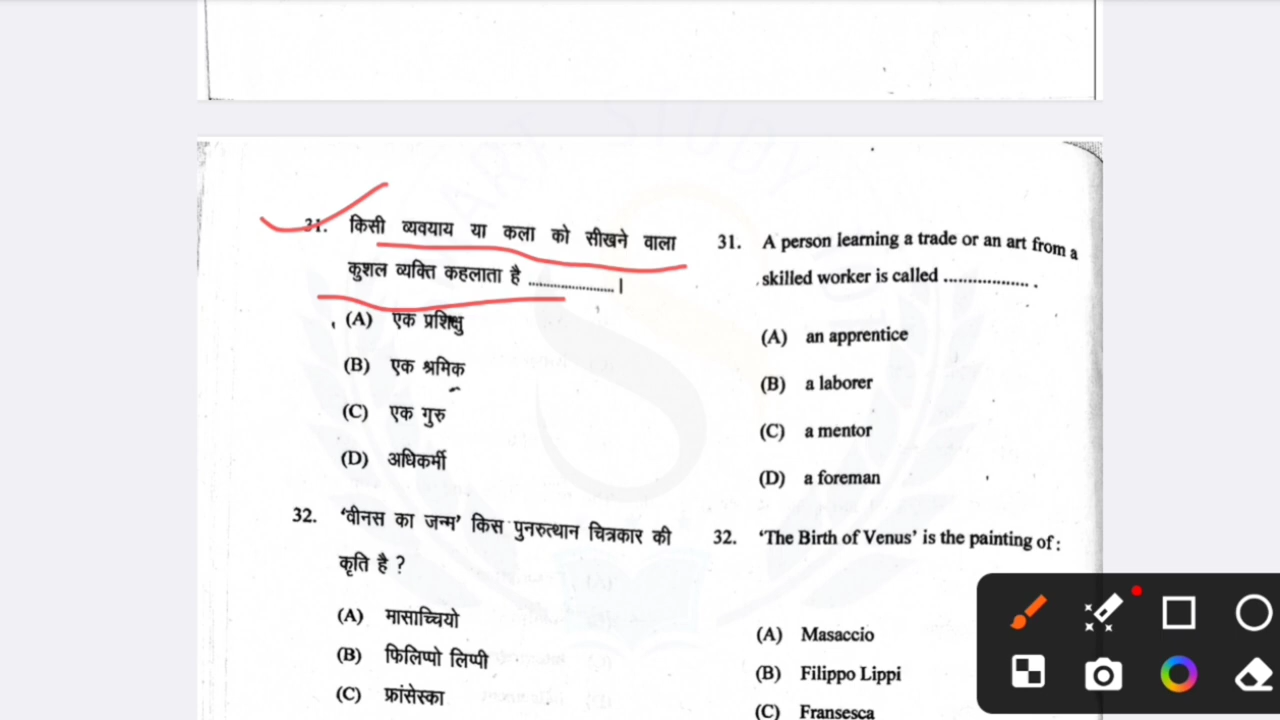 31. किसी व्यवयाय या कला को सीखने वाला
कुशल व्यक्ति कहलाता है ..................... ।
(A) एक प्रशिक्षु
(B) एक श्रमिक
(C) एक गुरु
(D) अधिकर्मी
32. ‘वीनस का जन्म’ किस पुनरुत्थान चित्रकार की
कृति है ?
(A) मासाच्चियो
(B) फिलिप्पो लिप्पी
(C) फ्रांसेस्का
31. A person learning a trade or an art from a
skilled worker is called .................. .
(A) an apprentice
(B) a laborer
(C) a mentor
(D) a foreman
32. ‘The Birth of Venus’ is the painting of :
(A) Masaccio
(B) Filippo Lippi
(C) Fransesca